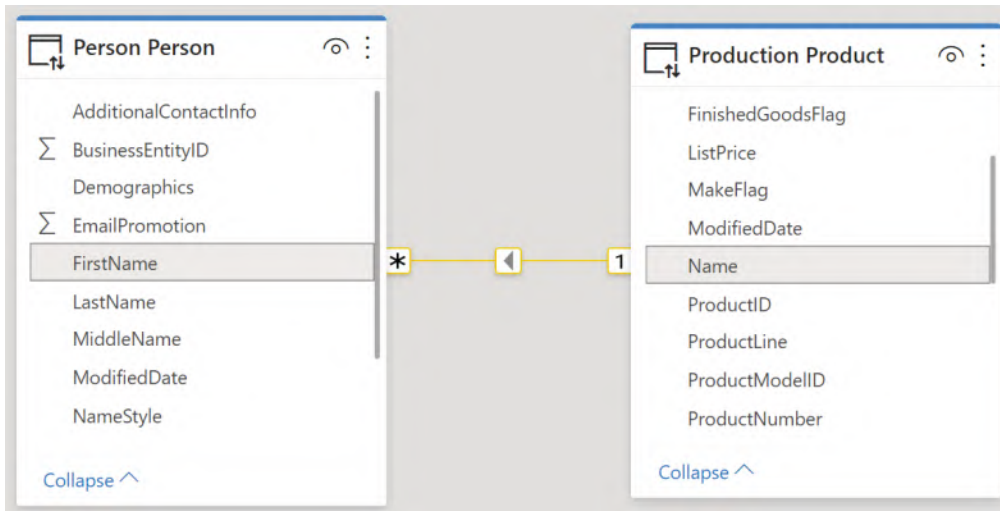 Person Person
AdditionalContactInfo
∑ BusinessEntityID
Demographics
∑ EmailPromotion
FirstName
LastName
MiddleName
ModifiedDate
NameStyle
Collapse
* 1
Production Product
FinishedGoodsFlag
ListPrice
MakeFlag
ModifiedDate
Name
ProductID
ProductLine
ProductModelID
ProductNumber
Collapse